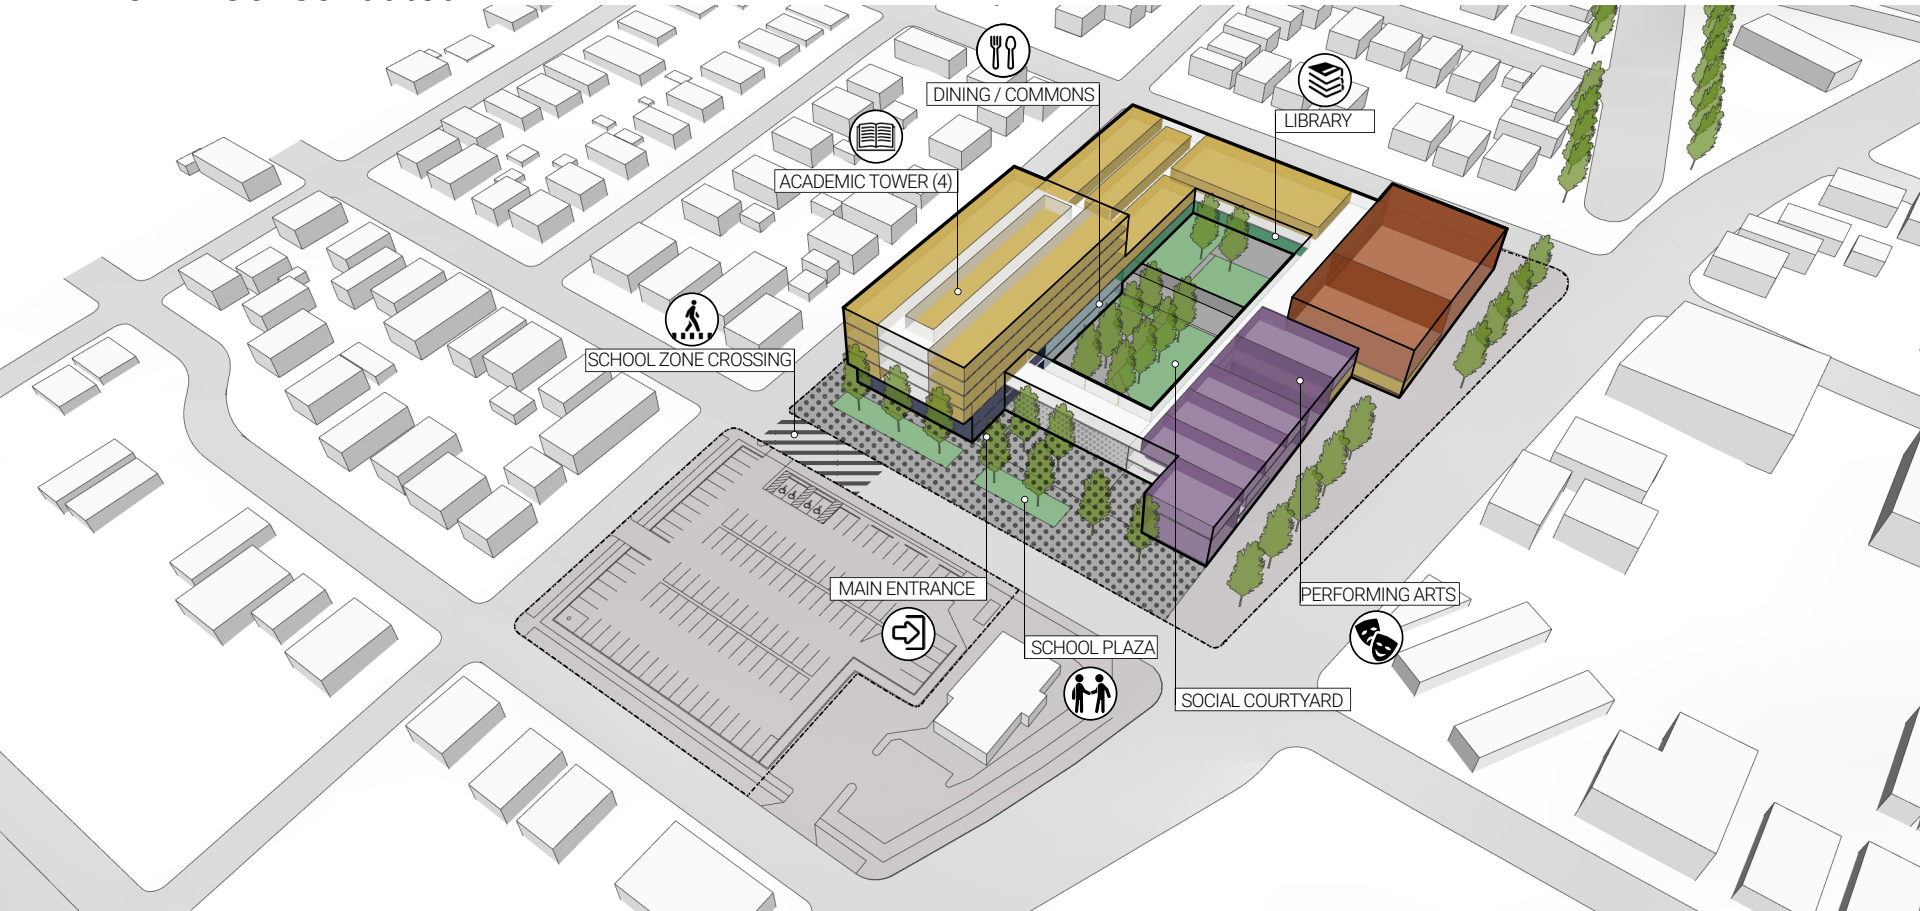 DINING / COMMONS
LIBRARY
ACADEMIC TOWER (4)
SCHOOL ZONE CROSSING
MAIN ENTRANCE
PERFORMING ARTS
SCHOOL PLAZA
SOCIAL COURTYARD